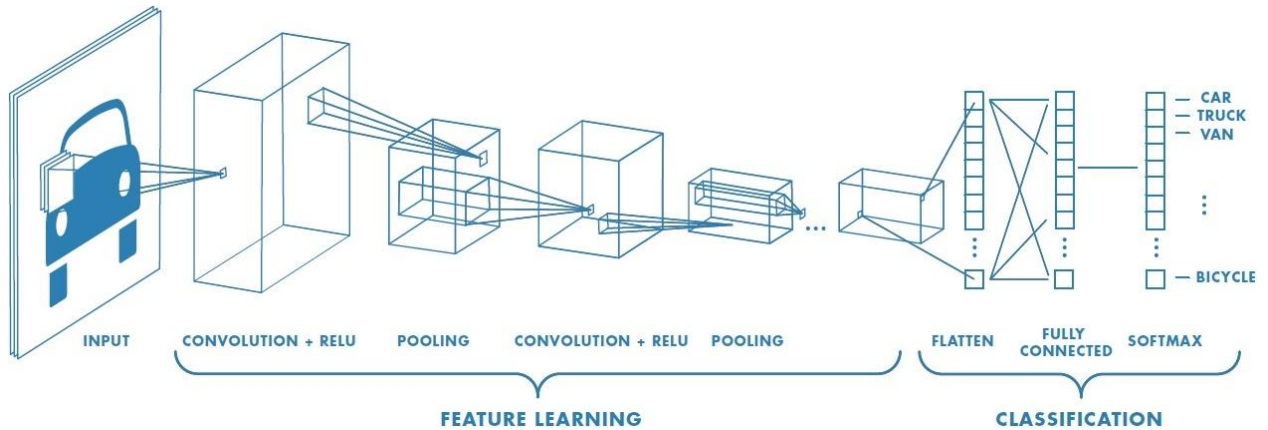 CAR
TRUCK
VAN
BICYCLE
INPUT
CONVOLUTION + RELU
POOLING
CONVOLUTION + RELU
POOLING
FLATTEN
FULLY
CONNECTED
SOFTMAX
FEATURE LEARNING
CLASSIFICATION